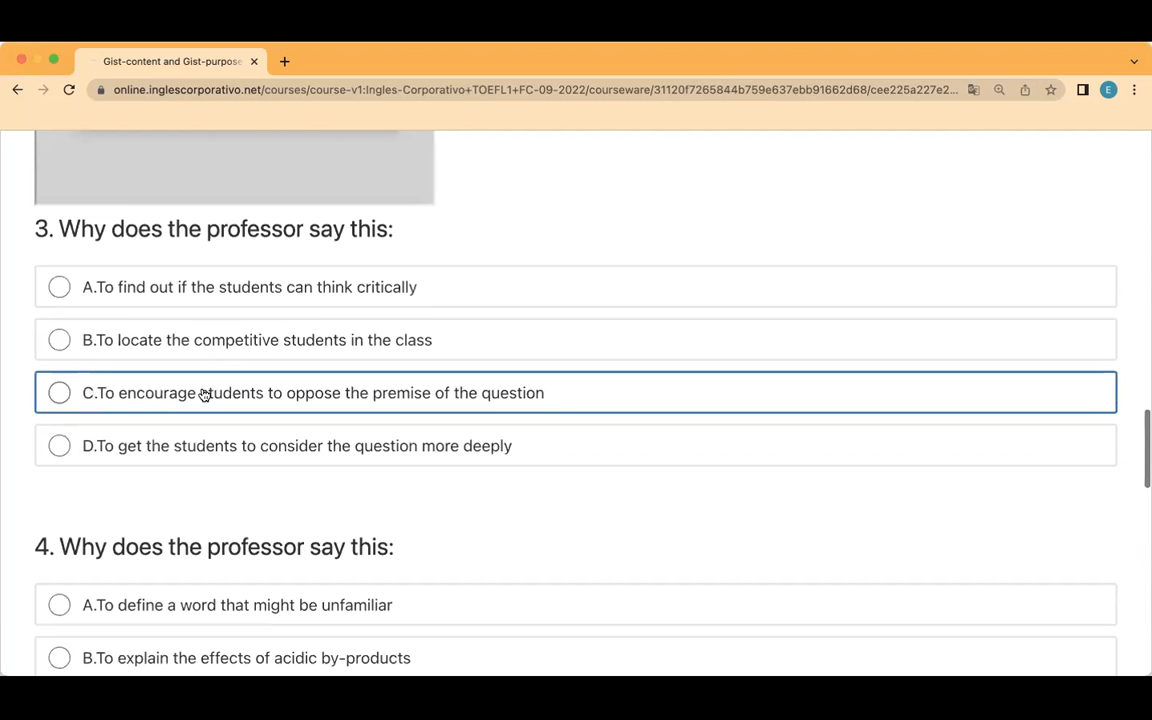 Gist-content and Gist-purpose
online.inglescorporativo.net/courses/course-v1:Ingles-Corporativo+TOEFL1+FC-09-2022/courseware/31120f7265844b759e637ebb91662d68/cee225a227e2...
E
3. Why does the professor say this:
A.To find out if the students can think critically
B.To locate the competitive students in the class
C.To encourage students to oppose the premise of the question
D.To get the students to consider the question more deeply
4. Why does the professor say this:
A.To define a word that might be unfamiliar
B.To explain the effects of acidic by-products